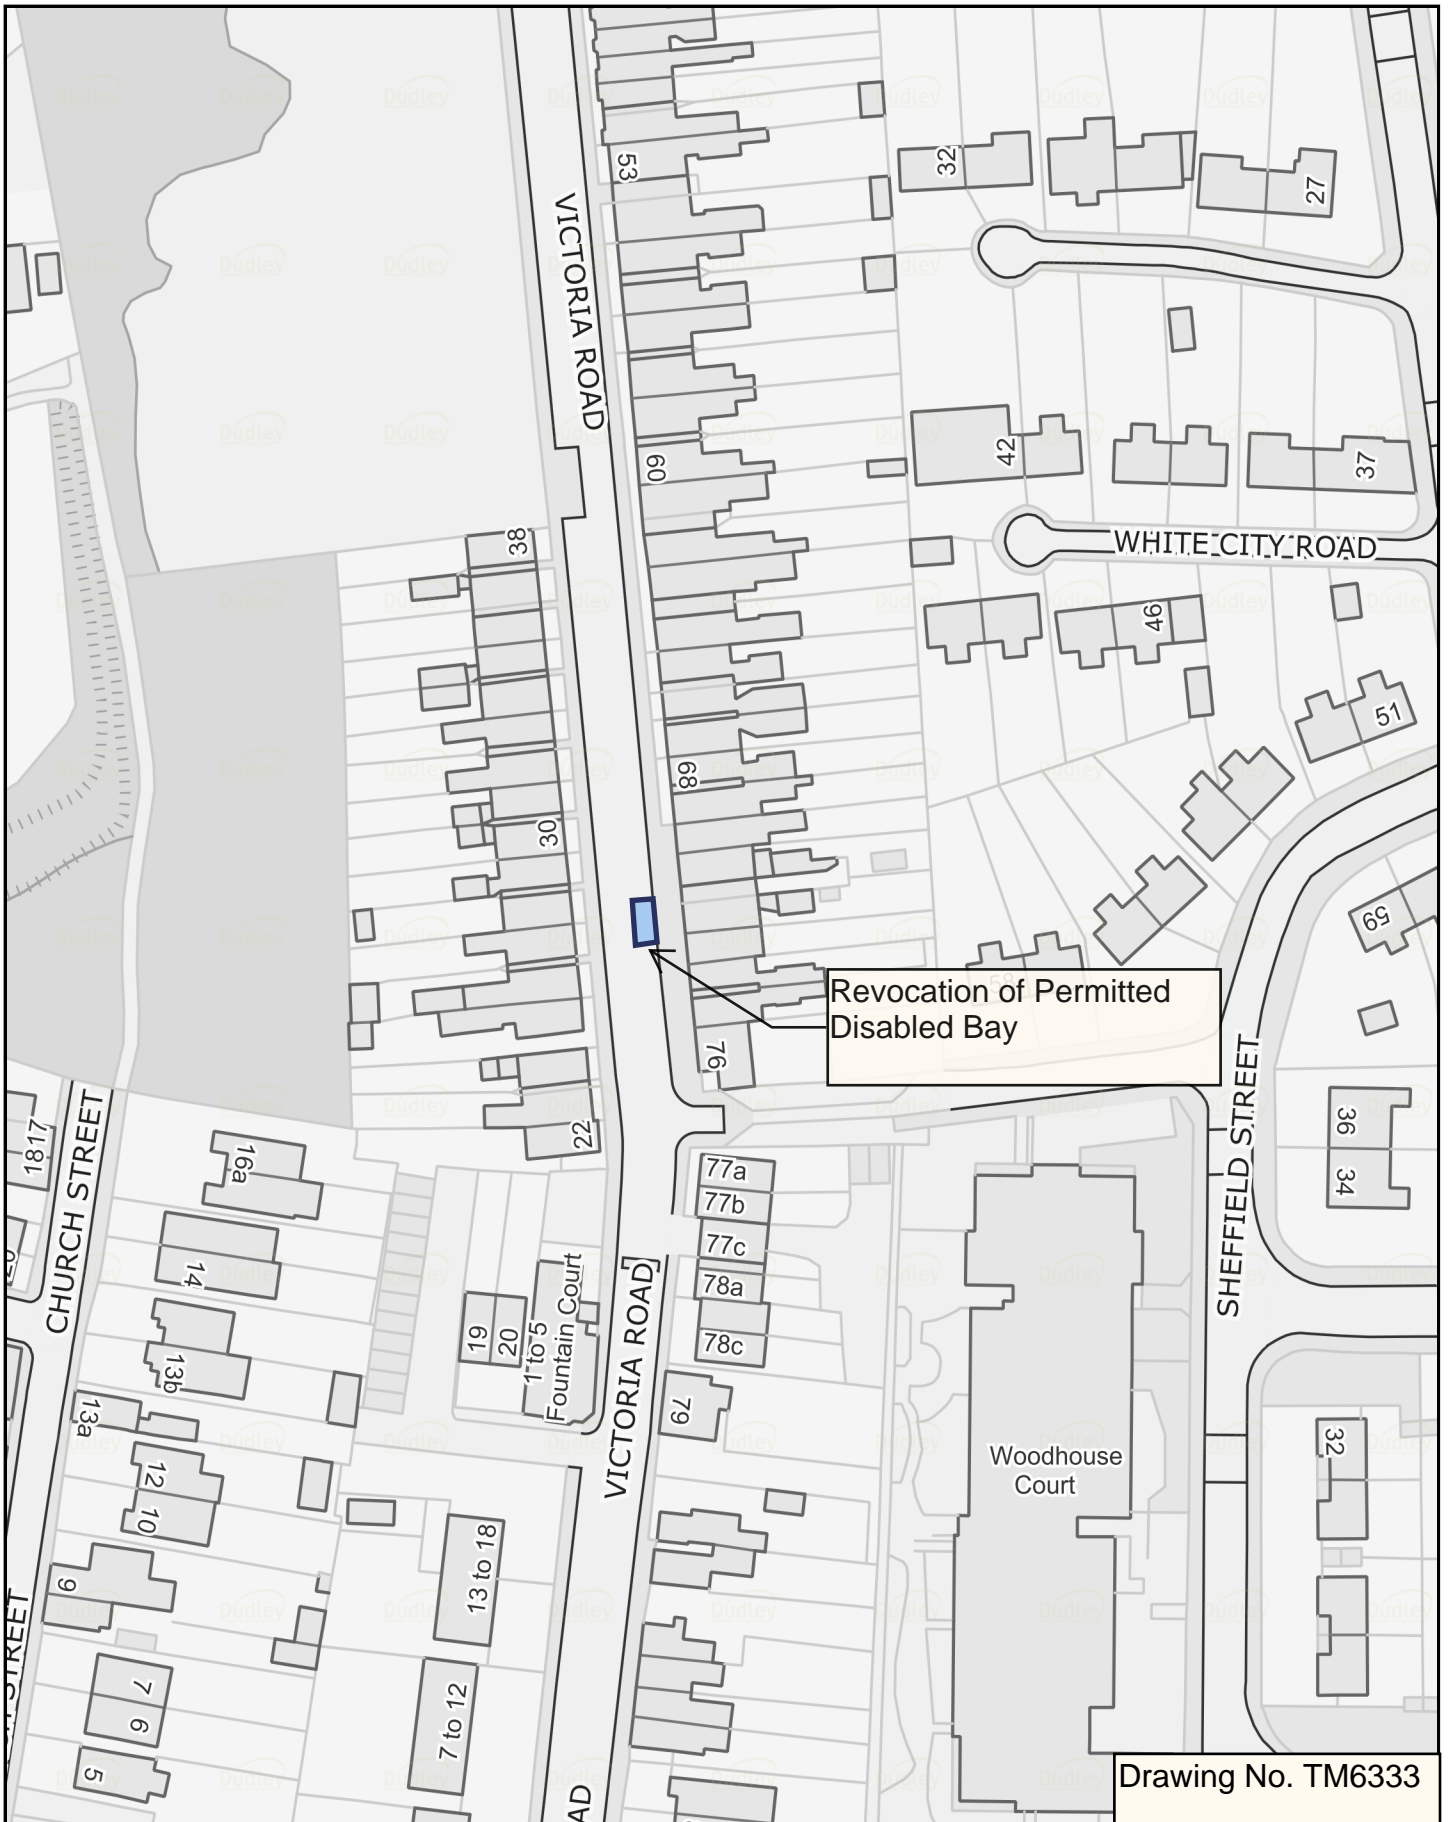 53
32
27
VICTORIA ROAD
42
37
60
38
WHITE CITY ROAD
46
51
68
30
59
58
Revocation of Permitted
Disabled Bay
76
SHEFFIELD STREET
1817
CHURCH STREET
16a
22
77a
77b
77c
78a
78c
36
34
14
13b
19
20
1 to 5
Fountain Court
VICTORIA ROAD
79
13a
12
10
Woodhouse
Court
32
13 to 18
9
STREET
7
6
5
7 to 12
Drawing No. TM6333
Dudley